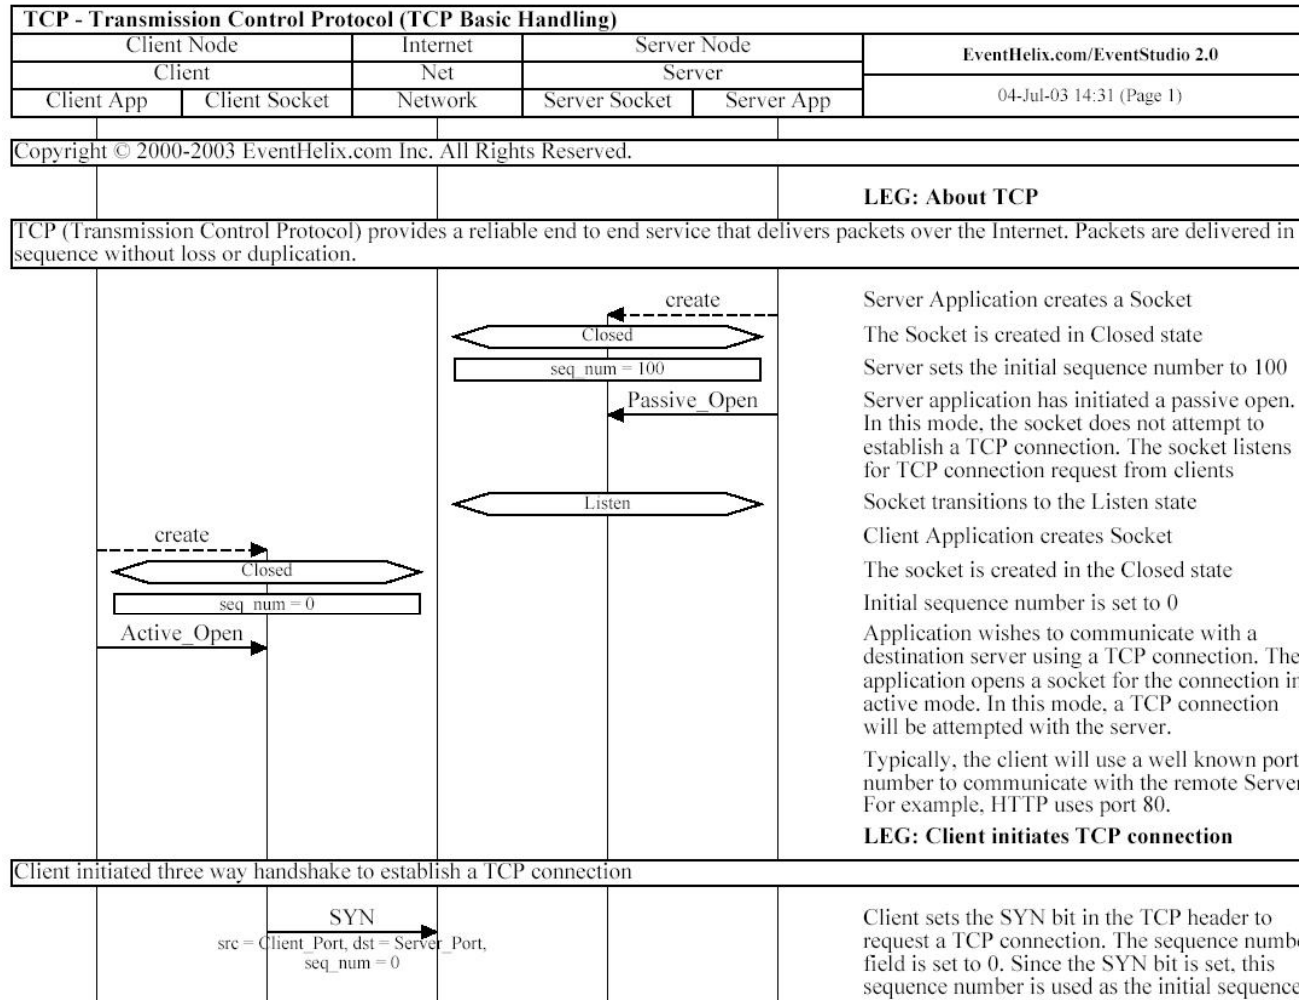 TCP - Transmission Control Protocol (TCP Basic Handling)
Client Node Internet Server Node EventHelix.com/EventStudio 2.0
Client Net Server
Client App Client Socket Network Server Socket Server App 04-Jul-03 14:31 (Page 1)
Copyright © 2000-2003 EventHelix.com Inc. All Rights Reserved.
LEG: About TCP
TCP (Transmission Control Protocol) provides a reliable end to end service that delivers packets over the Internet. Packets are delivered in
sequence without loss or duplication.
create Server Application creates a Socket
Closed The Socket is created in Closed state
seq_num = 100 Server sets the initial sequence number to 100
Passive_Open Server application has initiated a passive open.
In this mode, the socket does not attempt to
establish a TCP connection. The socket listens
for TCP connection request from clients
Listen Socket transitions to the Listen state
create Client Application creates Socket
Closed The socket is created in the Closed state
seq_num = 0 Initial sequence number is set to 0
Active_Open Application wishes to communicate with a
destination server using a TCP connection. The
application opens a socket for the connection in
active mode. In this mode, a TCP connection
will be attempted with the server.
Typically, the client will use a well known port
number to communicate with the remote Server
For example, HTTP uses port 80.
LEG: Client initiates TCP connection
Client initiated three way handshake to establish a TCP connection
SYN Client sets the SYN bit in the TCP header to
src = Client_Port, dst = Server_Port, request a TCP connection. The sequence numbe
seq_num = 0 field is set to 0. Since the SYN bit is set, this
sequence number is used as the initial sequence